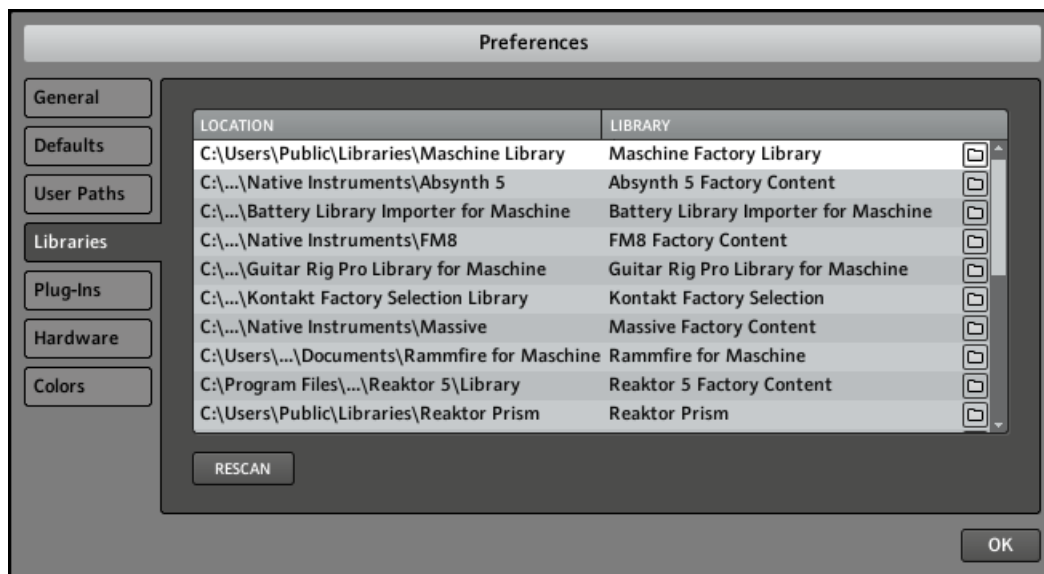 Preferences
General
Defaults
User Paths
Libraries
Plug-Ins
Hardware
Colors
LOCATION LIBRARY
C:\Users\Public\Libraries\Maschine Library Maschine Factory Library
C:\...\Native Instruments\Absynth 5 Absynth 5 Factory Content
C:\...\Battery Library Importer for Maschine Battery Library Importer for Maschine
C:\...\Native Instruments\FM8 FM8 Factory Content
C:\...\Guitar Rig Pro Library for Maschine Guitar Rig Pro Library for Maschine
C:\...\Kontakt Factory Selection Library Kontakt Factory Selection
C:\...\Native Instruments\Massive Massive Factory Content
C:\Users\...\Documents\Rammfire for Maschine Rammfire for Maschine
C:\Program Files\...\Reaktor 5\Library Reaktor 5 Factory Content
C:\Users\Public\Libraries\Reaktor Prism Reaktor Prism
RESCAN
OK